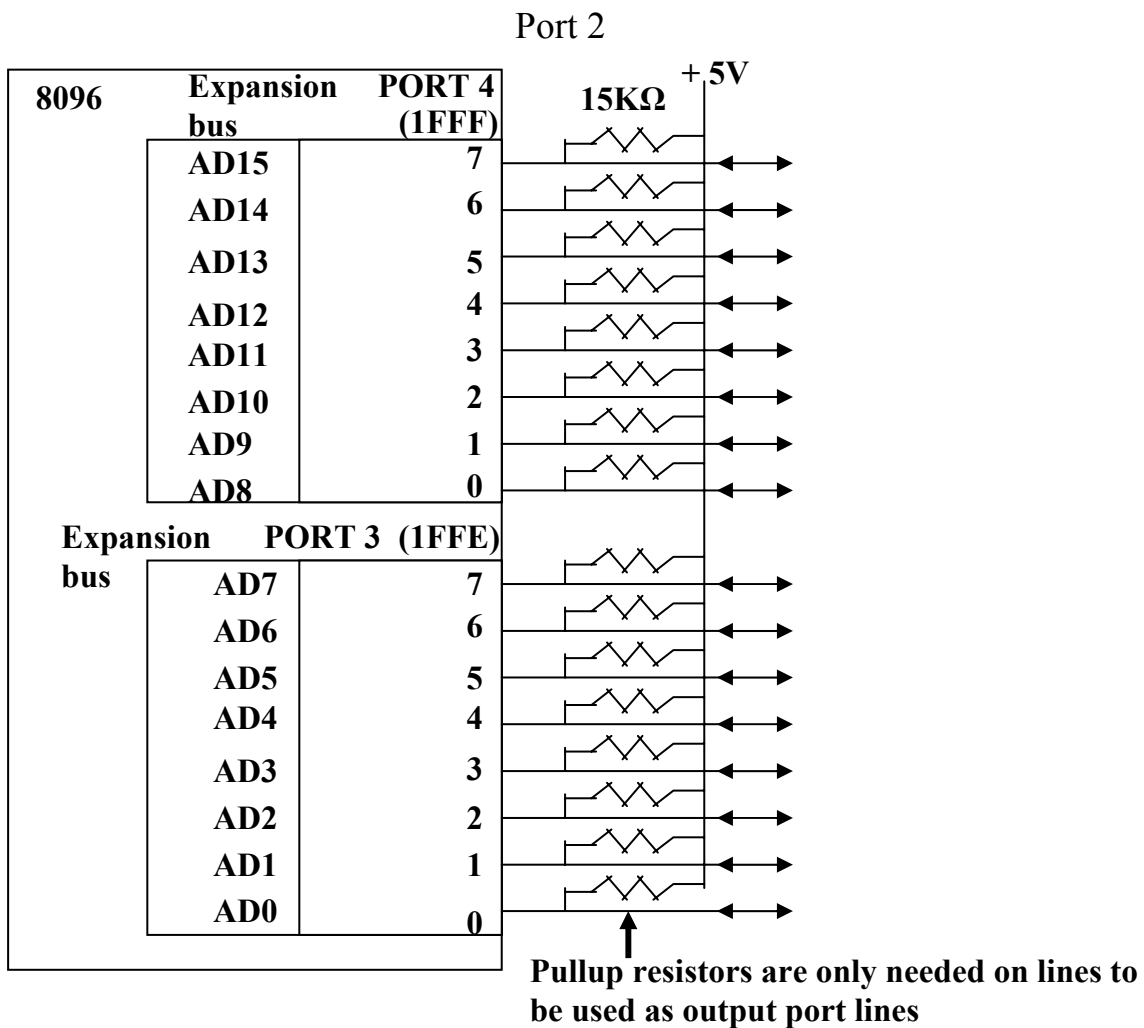 Port 2
8096
Expansion bus
PORT 4 (1FFF)
15KΩ
+ 5V
AD15 7
AD14 6
AD13 5
AD12 4
AD11 3
AD10 2
AD9 1
AD8 0
Expansion bus
PORT 3 (1FFE)
AD7 7
AD6 6
AD5 5
AD4 4
AD3 3
AD2 2
AD1 1
AD0 0
Pullup resistors are only needed on lines to
be used as output port lines